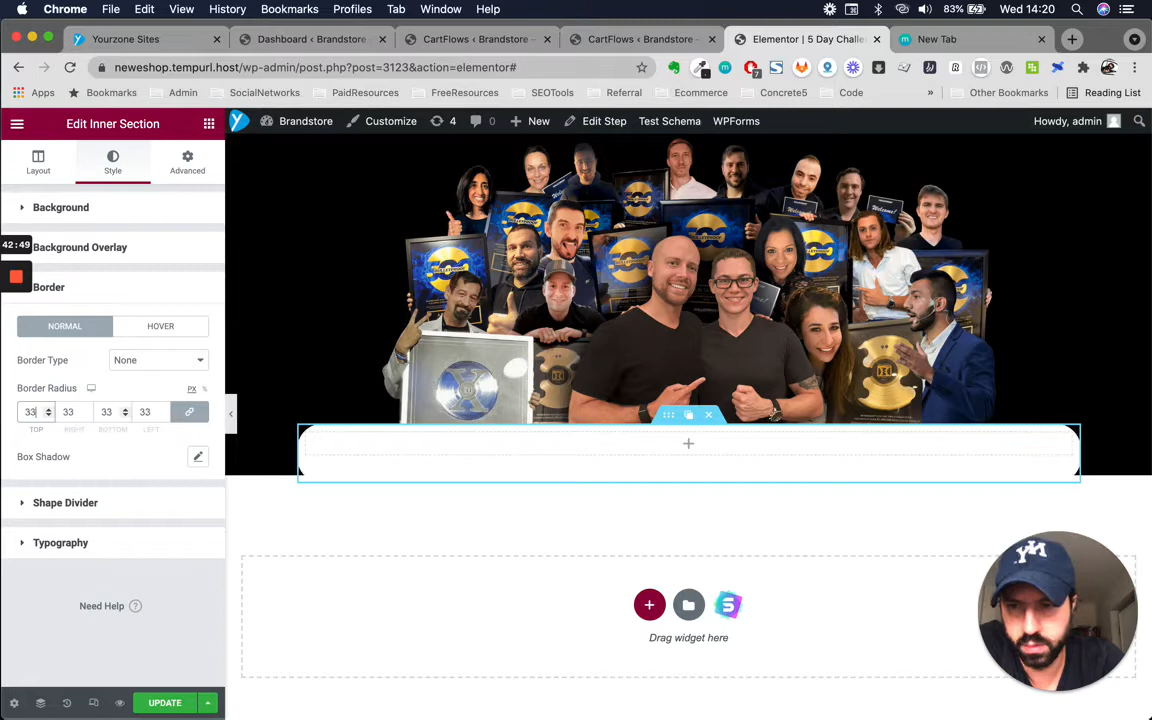 Chrome File Edit View History Bookmarks Profiles Tab Window Help 83% Wed 14:20
Yourzone Sites Dashboard ‹ Brandstore CartFlows ‹ Brandstore CartFlows ‹ Brandstore Elementor | 5 Day Challe New Tab
neweshop.tempurl.host/wp-admin/post.php?post=3123&action=elementor#
Apps Bookmarks Admin SocialNetworks PaidResources FreeResources SEOTools Referral Ecommerce Concrete5 Code » Other Bookmarks Reading List
Edit Inner Section
Brandstore Customize 4 0 New Edit Step Test Schema WPForms Howdy, admin
Layout Style Advanced
Background
42:49
Background Overlay
Border
NORMAL HOVER
Border Type None
Border Radius PX %
33 33 33 33
TOP RIGHT BOTTOM LEFT
Box Shadow
Shape Divider
Typography
Need Help
Drag widget here
UPDATE
Welcome!
Welcome!